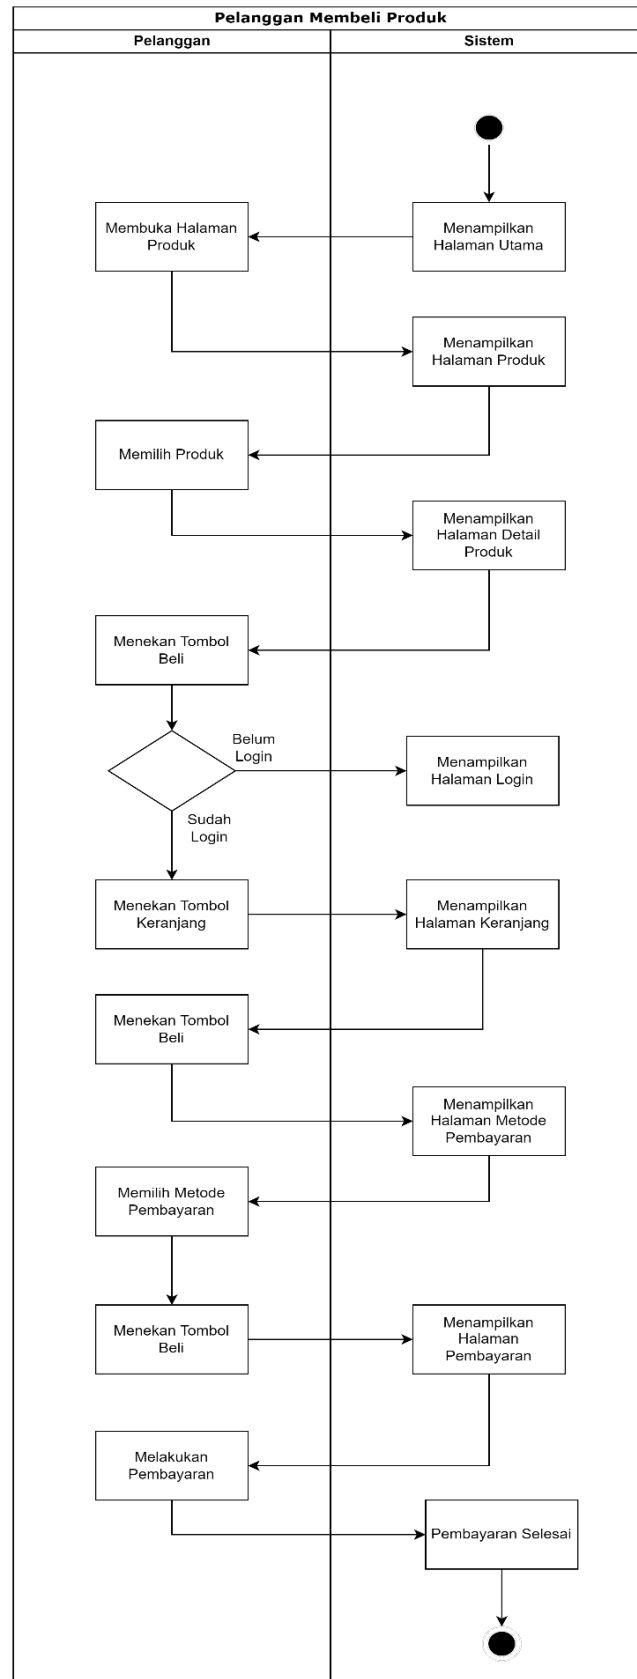 Pelanggan Membeli Produk
Pelanggan
Sistem
Membuka Halaman
Produk
Menampilkan
Halaman Utama
Menampilkan
Halaman Produk
Memilih Produk
Menampilkan
Halaman Detail
Produk
Menekan Tombol
Beli
Belum
Login
Menampilkan
Halaman Login
Sudah
Login
Menekan Tombol
Keranjang
Menampilkan
Halaman Keranjang
Menekan Tombol
Beli
Menampilkan
Halaman Metode
Pembayaran
Memilih Metode
Pembayaran
Menekan Tombol
Beli
Menampilkan
Halaman
Pembayaran
Melakukan
Pembayaran
Pembayaran Selesai